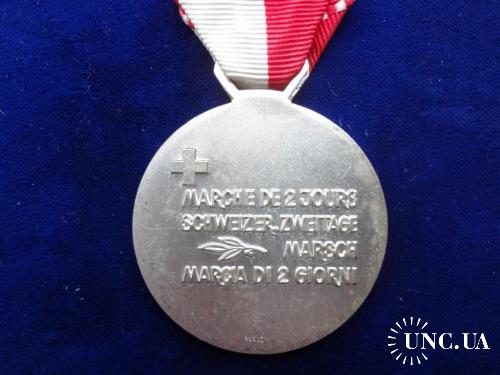 MARCHE DE 2 JOURS
SCHWEIZER. ZWEITAGE
MARSCH
MARCIA DI 2 GIORNI
UNC.UA